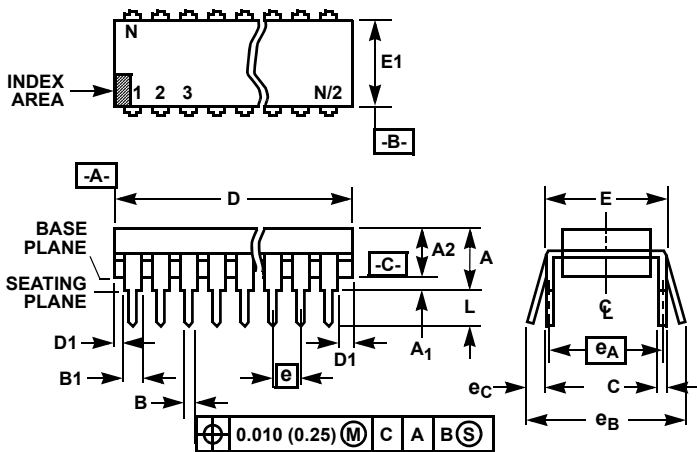 N
E1
INDEX
AREA
1 2 3 N/2
-B-
-A-
D
E
BASE
PLANE
A2
A
-C-
SEATING
PLANE
L
C L
D1
A1
D1
eA
B1
e
eC
C
B
eB
⌖ 0.010 (0.25) Ⓜ C A B Ⓢ